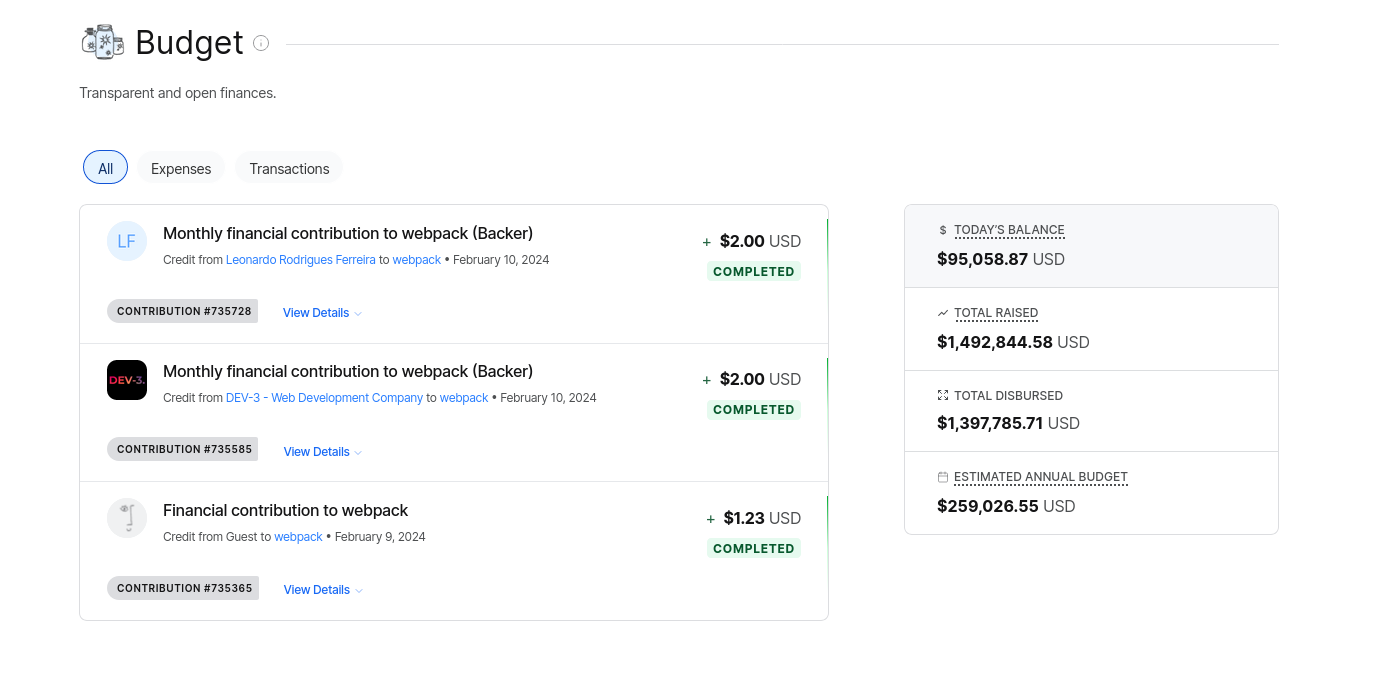 Budget
Transparent and open finances.
All Expenses Transactions
LF
Monthly financial contribution to webpack (Backer)
Credit from Leonardo Rodrigues Ferreira to webpack • February 10, 2024
+ $2.00 USD
COMPLETED
CONTRIBUTION #735728 View Details
DEV-3.
Monthly financial contribution to webpack (Backer)
Credit from DEV-3 - Web Development Company to webpack • February 10, 2024
+ $2.00 USD
COMPLETED
CONTRIBUTION #735585 View Details
Financial contribution to webpack
Credit from Guest to webpack • February 9, 2024
+ $1.23 USD
COMPLETED
CONTRIBUTION #735365 View Details
$ TODAY'S BALANCE
$95,058.87 USD
TOTAL RAISED
$1,492,844.58 USD
TOTAL DISBURSED
$1,397,785.71 USD
ESTIMATED ANNUAL BUDGET
$259,026.55 USD